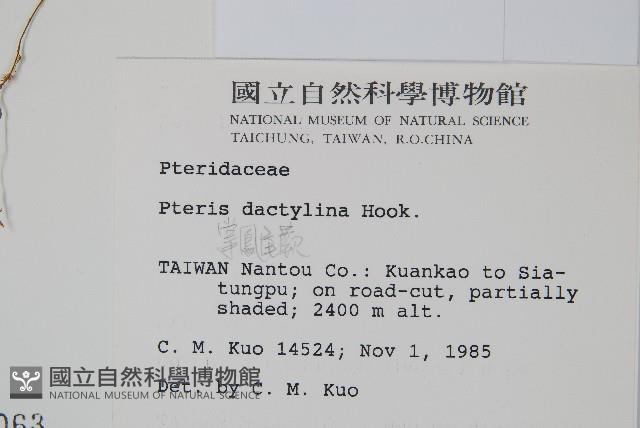 國立自然科學博物館
NATIONAL MUSEUM OF NATURAL SCIENCE
TAICHUNG, TAIWAN, R.O.CHINA
Pteridaceae
Pteris dactylina Hook.
掌鳳尾蕨
TAIWAN Nantou Co.: Kuankao to Sia-
tungpu; on road-cut, partially
shaded; 2400 m alt.
C. M. Kuo 14524; Nov 1, 1985
Det. by C. M. Kuo
國立自然科學博物館
NATIONAL MUSEUM OF NATURAL SCIENCE
063